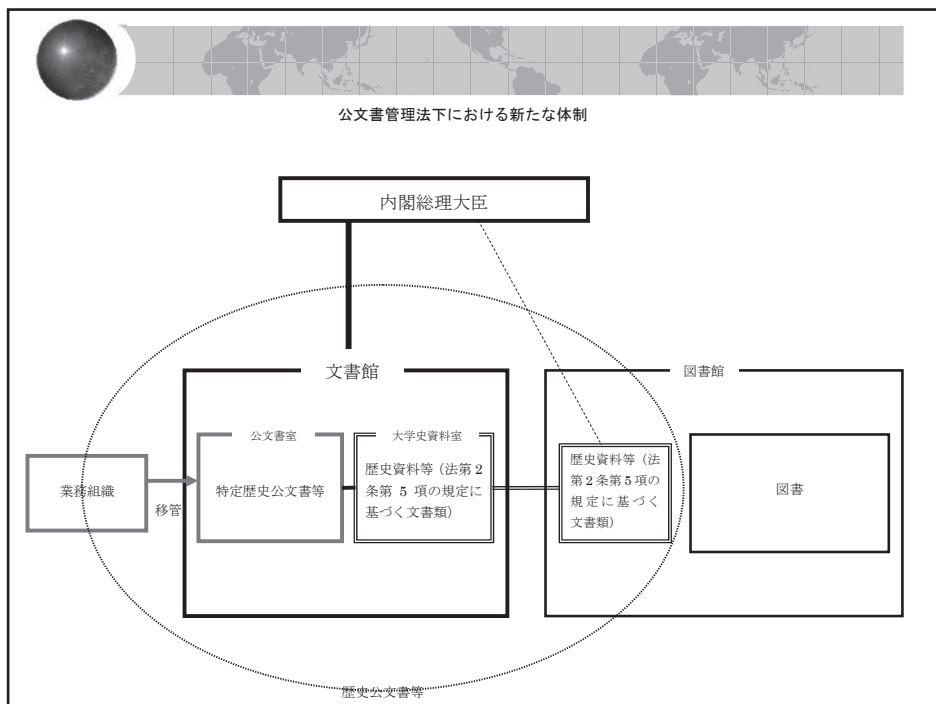 公文書管理法下における新たな体制
内閣総理大臣
文書館
図書館
公文書室
大学史資料室
業務組織
移管
特定歴史公文書等
歴史資料等（法第2
条第 5 項の規定に
基づく文書類）
歴史資料等（法
第2条第5項の
規定に基づく
文書類）
図書
歴史公文書等